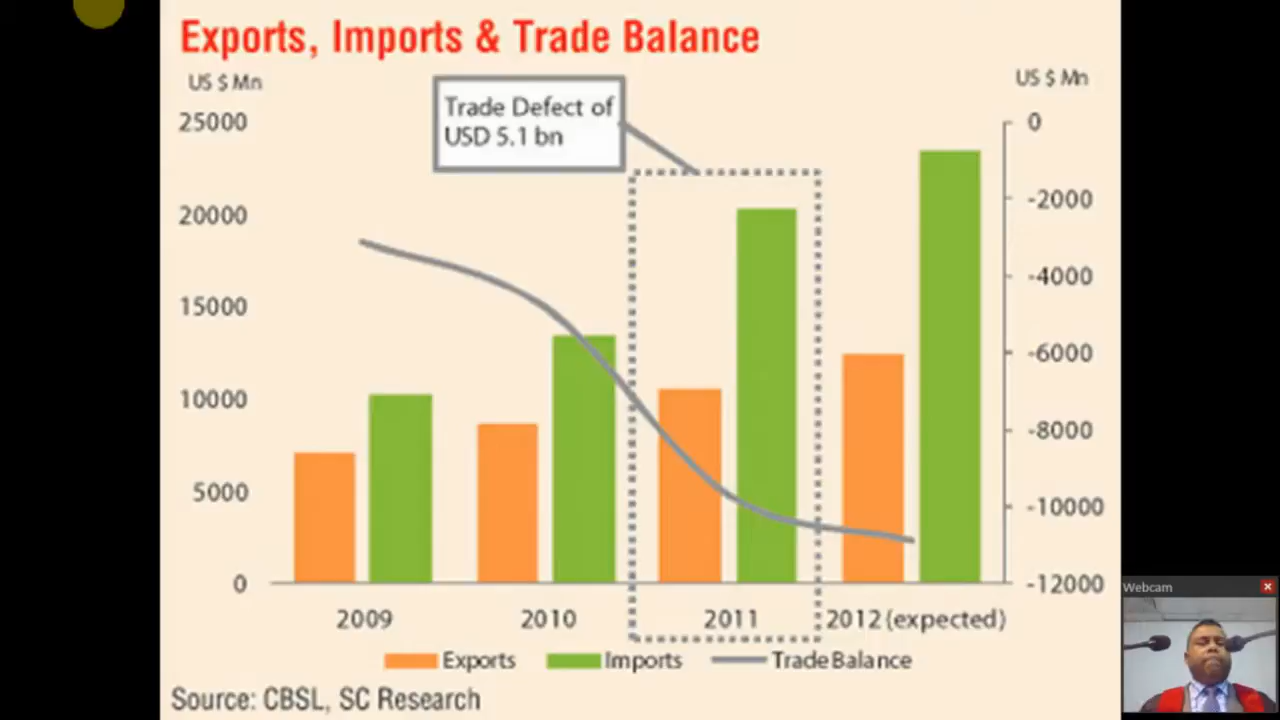 Exports, Imports & Trade Balance
US $ Mn
US $ Mn
Trade Defect of
USD 5.1 bn
25000
20000
15000
10000
5000
0
0
-2000
-4000
-6000
-8000
-10000
-12000
2009
2010
2011
2012 (expected)
Exports
Imports
Trade Balance
Source: CBSL, SC Research
Webcam